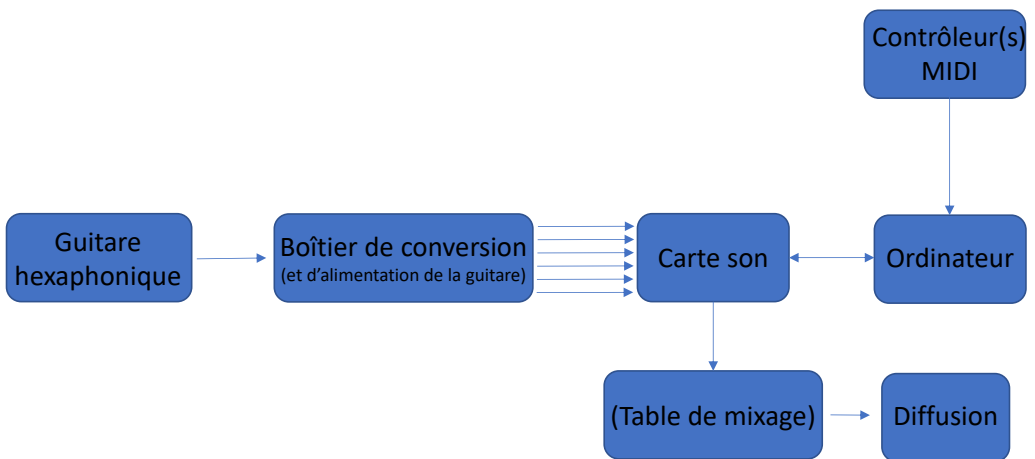 Contrôleur(s)
MIDI
Guitare
hexaphonique
Boîtier de conversion
(et d'alimentation de la guitare)
Carte son
Ordinateur
(Table de mixage)
Diffusion